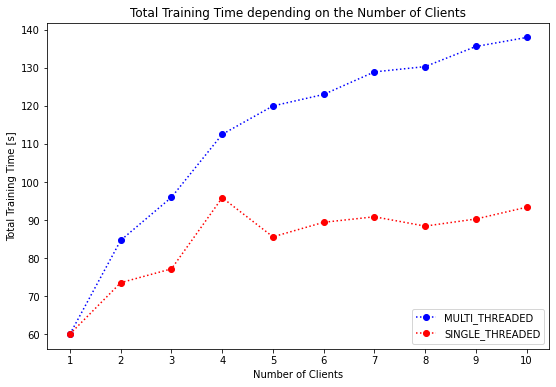 Total Training Time depending on the Number of Clients
Total Training Time [s]
140
130
120
110
100
90
80
70
60
1 2 3 4 5 6 7 8 9 10
Number of Clients
MULTI_THREADED
SINGLE_THREADED